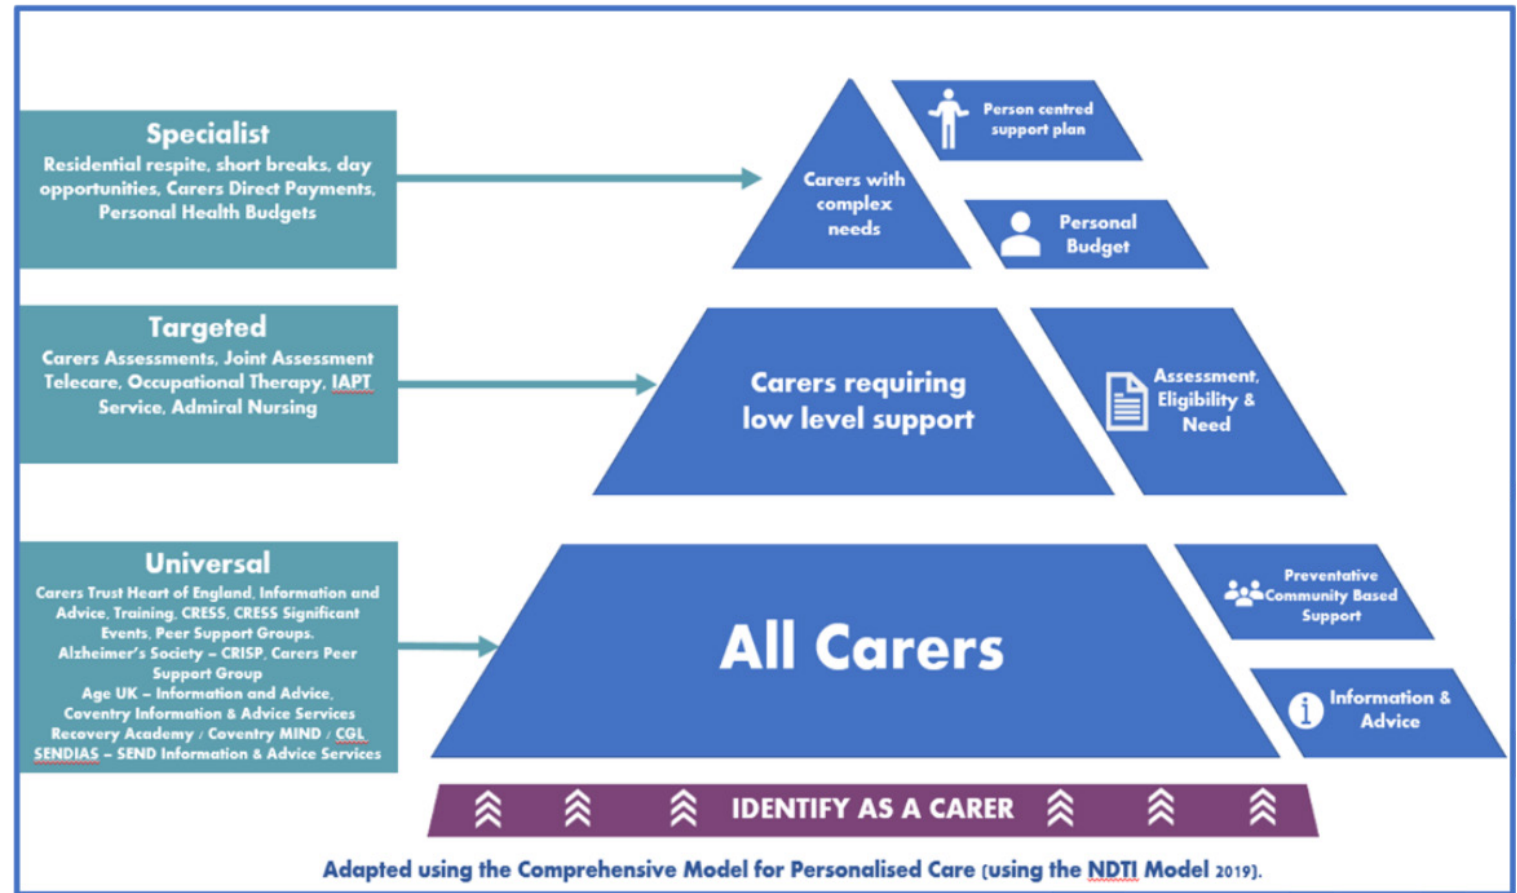 Specialist
Residential respite, short breaks, day
opportunities, Carers Direct Payments,
Personal Health Budgets
Carers with
complex
needs
Person centred
support plan
Personal
Budget
Targeted
Carers Assessments, Joint Assessment
Telecare, Occupational Therapy, IAPT
Service, Admiral Nursing
Carers requiring
low level support
Assessment,
Eligibility &
Need
Universal
Carers Trust Heart of England, Information and
Advice, Training, CRESS, CRESS Significant
Events, Peer Support Groups.
Alzheimer's Society – CRISP, Carers Peer
Support Group
Age UK – Information and Advice,
Coventry Information & Advice Services
Recovery Academy / Coventry MIND / CGL
SENDIAS – SEND Information & Advice Services
All Carers
Preventative
Community Based
Support
Information &
Advice
IDENTIFY AS A CARER
Adapted using the Comprehensive Model for Personalised Care (using the NDTI Model 2019).